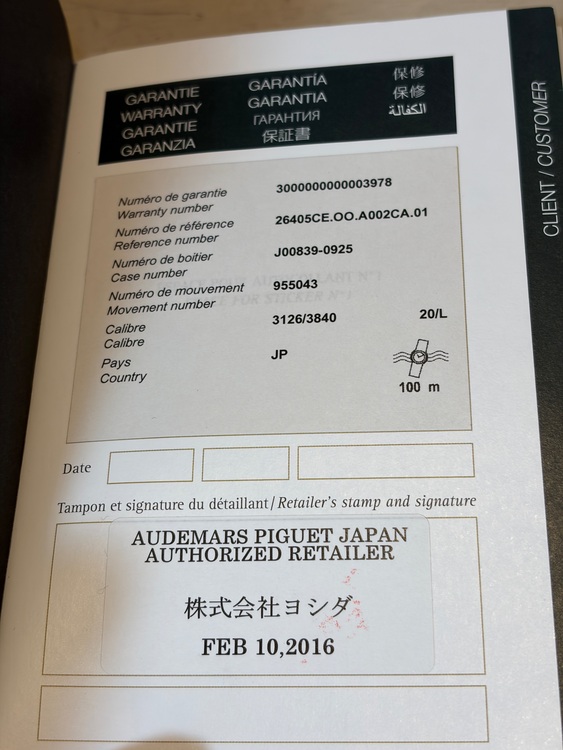 GARANTIE
WARRANTY
GARANTIE
GARANZIA
GARANTÍA
GARANTIA
ГАРАНТИЯ
保証書
保修
保修
الكفالة
CLIENT / CUSTOMER
Numéro de garantie 3000000000003978
Warranty number
Numéro de référence 26405CE.OO.A002CA.01
Reference number
Numéro de boîtier J00839-0925
Case number
Numéro de mouvement 955043
Movement number
Calibre 3126/3840 20/L
Calibre
Pays JP
Country
100 m
Date
Tampon et signature du détaillant/Retailer's stamp and signature
AUDEMARS PIGUET JAPAN
AUTHORIZED RETAILER
株式会社ヨシダ
FEB 10,2016